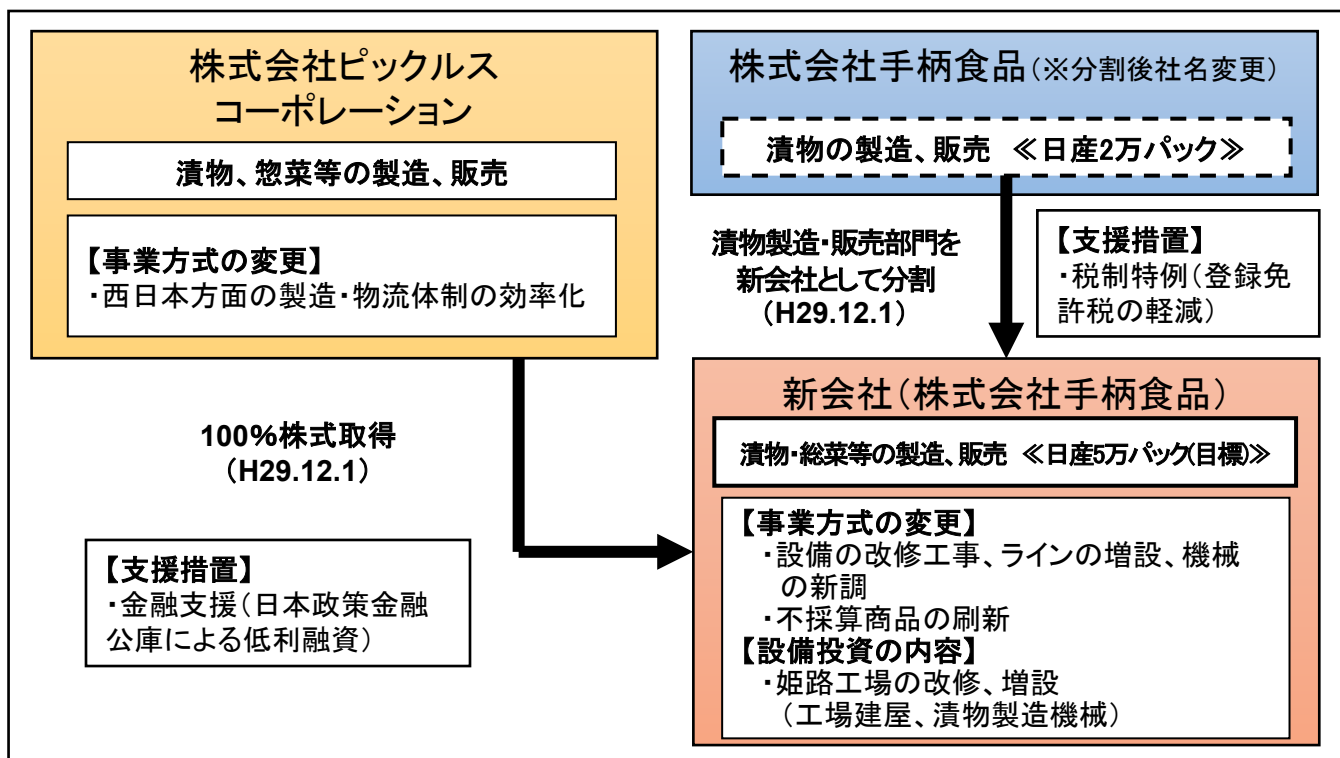 株式会社ピックルス
コーポレーション
漬物、惣菜等の製造、販売
【事業方式の変更】
・西日本方面の製造・物流体制の効率化
株式会社手柄食品(※分割後社名変更)
漬物の製造、販売 ≪日産2万パック≫
漬物製造・販売部門を
新会社として分割
(H29.12.1)
【支援措置】
・税制特例(登録免
許税の軽減)
100%株式取得
(H29.12.1)
【支援措置】
・金融支援(日本政策金融
公庫による低利融資)
新会社(株式会社手柄食品)
漬物・総菜等の製造、販売 ≪日産5万パック(目標)≫
【事業方式の変更】
・設備の改修工事、ラインの増設、機械
の新調
・不採算商品の刷新
【設備投資の内容】
・姫路工場の改修、増設
(工場建屋、漬物製造機械)